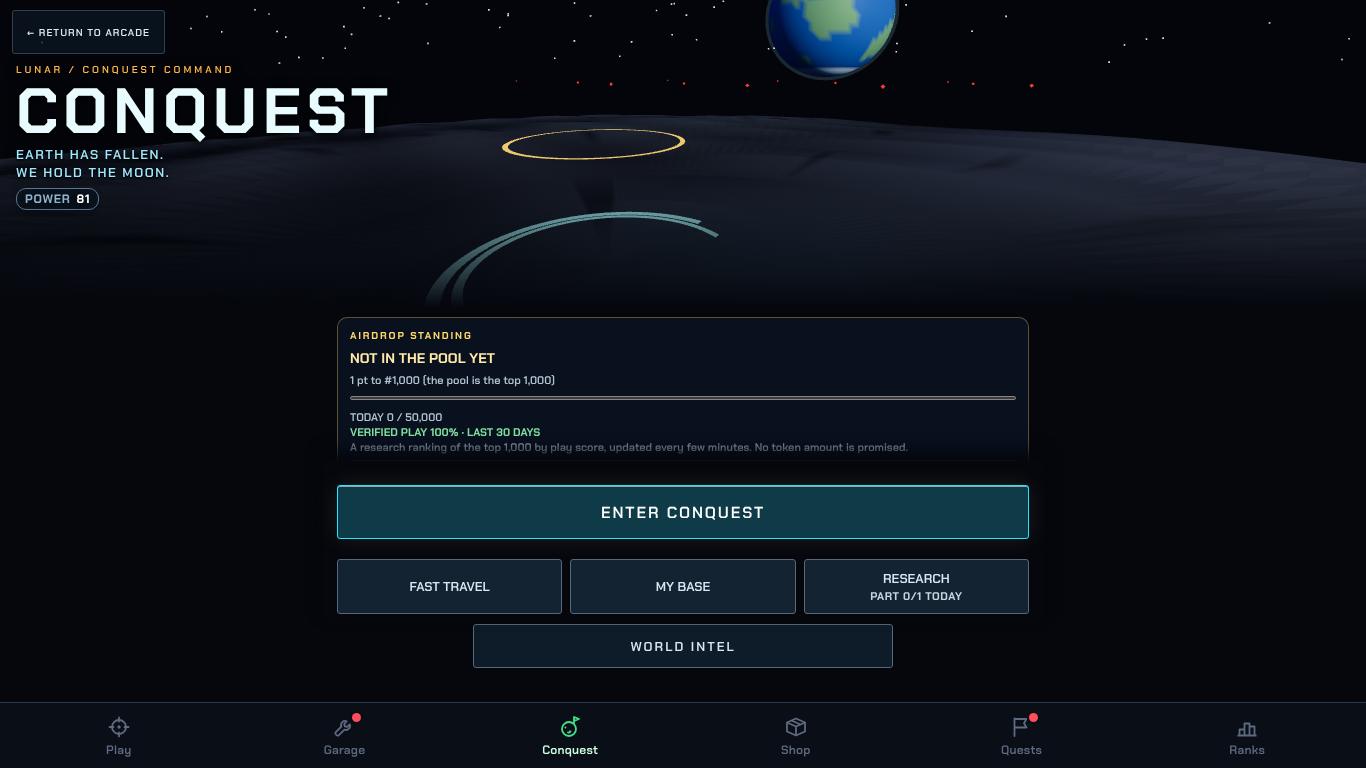 ← RETURN TO ARCADE
LUNAR / CONQUEST COMMAND
CONQUEST
EARTH HAS FALLEN.
WE HOLD THE MOON.
POWER 81
AIRDROP STANDING
NOT IN THE POOL YET
1 pt to #1,000 (the pool is the top 1,000)
TODAY 0 / 50,000
VERIFIED PLAY 100% · LAST 30 DAYS
A research ranking of the top 1,000 by play score, updated every few minutes. No token amount is promised.
ENTER CONQUEST
FAST TRAVEL
MY BASE
RESEARCH
PART 0/1 TODAY
WORLD INTEL
Play
Garage
Conquest
Shop
Quests
Ranks